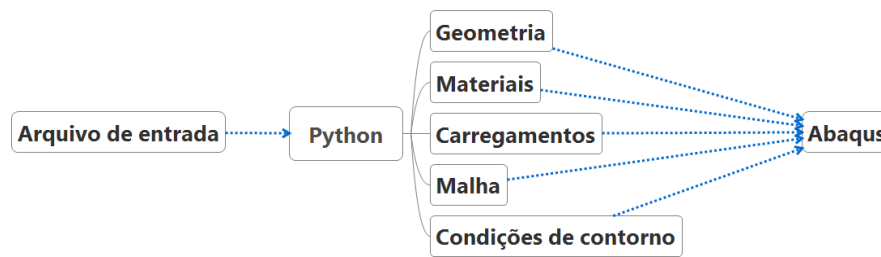 Arquivo de entrada
Python
Geometria
Materiais
Carregamentos
Malha
Condições de contorno
Abaqus